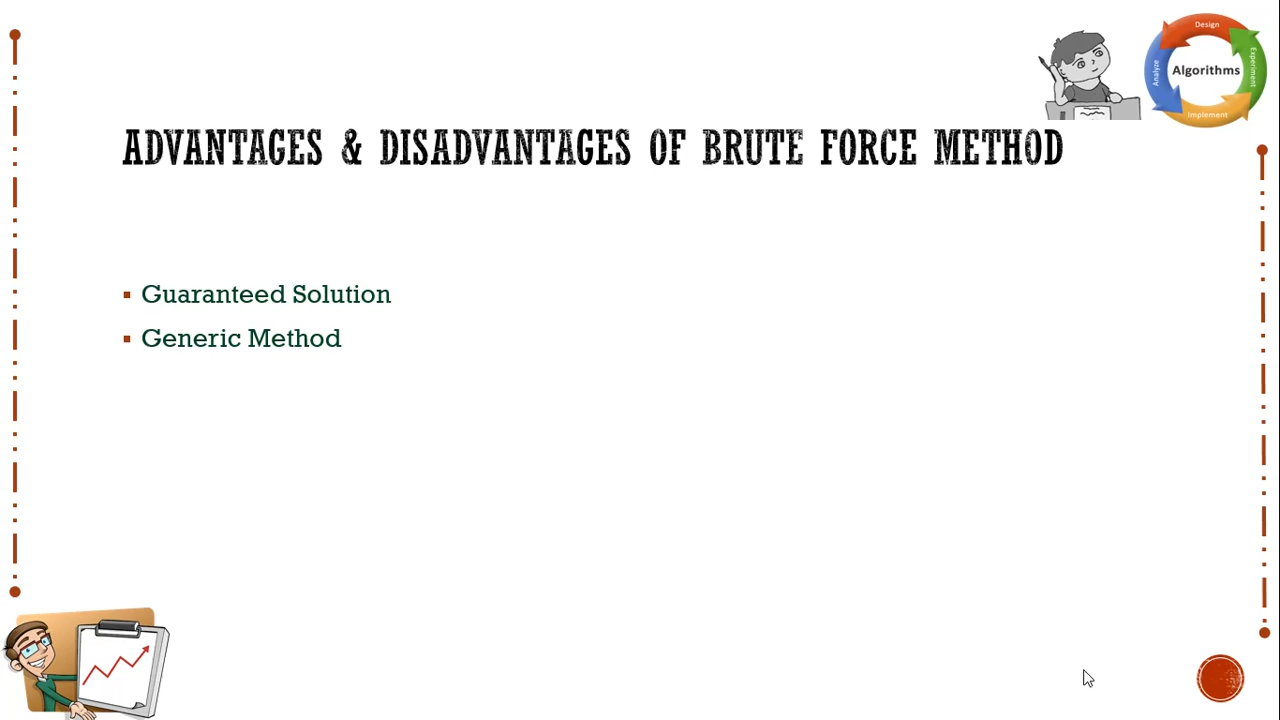 Design
Experiment
Analyze
Algorithms
Implement
ADVANTAGES & DISADVANTAGES OF BRUTE FORCE METHOD
Guaranteed Solution
Generic Method